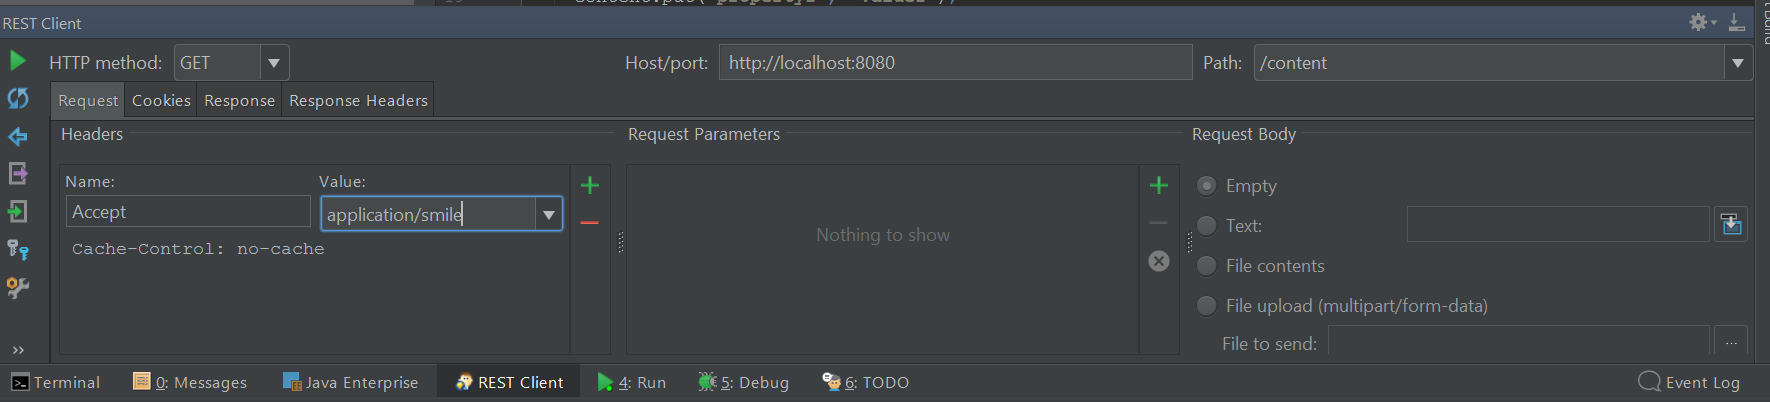 REST Client
HTTP method: GET Host/port: http://localhost:8080 Path: /content
Request Cookies Response Response Headers
Headers Request Parameters Request Body
Name: Value:
Accept application/smile
Cache-Control: no-cache
Nothing to show
Empty
Text:
File contents
File upload (multipart/form-data)
File to send: ...
Terminal 0: Messages Java Enterprise REST Client 4: Run 5: Debug 6: TODO Event Log